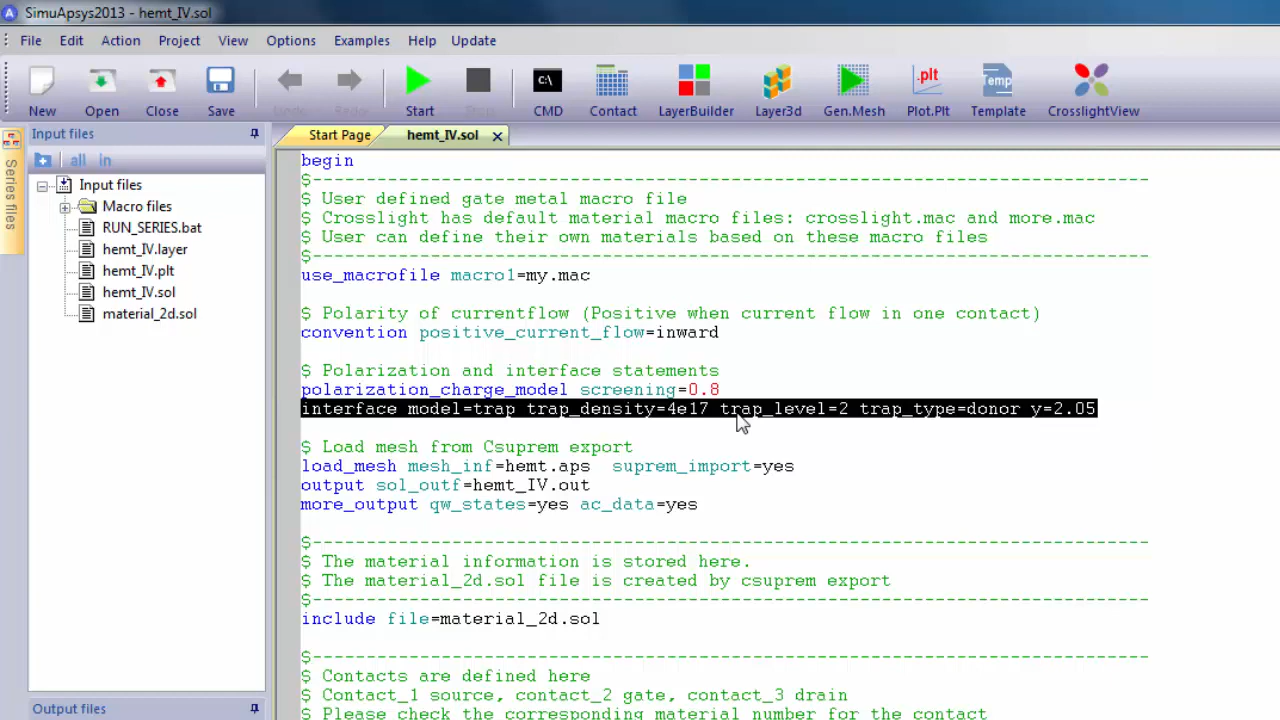 SimuApsys2013 - hemt_IV.sol
File Edit Action Project View Options Examples Help Update
New Open Close Save Start CMD Contact LayerBuilder Layer3d Gen.Mesh Plot.Plt Template CrosslightView
C:\
.plt
Temp
Series files
Input files
all in
Input files
Macro files
RUN_SERIES.bat
hemt_IV.layer
hemt_IV.plt
hemt_IV.sol
material_2d.sol
Output files
Start Page hemt_IV.sol
begin
$--------------------------------------------------------------------------------
$ User defined gate metal macro file
$ Crosslight has default material macro files: crosslight.mac and more.mac
$ User can define their own materials based on these macro files
$--------------------------------------------------------------------------------
use_macrofile macro1=my.mac
$ Polarity of currentflow (Positive when current flow in one contact)
convention positive_current_flow=inward
$ Polarization and interface statements
polarization_charge_model screening=0.8
interface model=trap trap_density=4e17 trap_level=2 trap_type=donor y=2.05
$ Load mesh from Csuprem export
load_mesh mesh_inf=hemt.aps suprem_import=yes
output sol_outf=hemt_IV.out
more_output qw_states=yes ac_data=yes
$--------------------------------------------------------------------------------
$ The material information is stored here.
$ The material_2d.sol file is created by csuprem export
$--------------------------------------------------------------------------------
include file=material_2d.sol
$--------------------------------------------------------------------------------
$ Contacts are defined here
$ Contact_1 source, contact_2 gate, contact_3 drain
$ Please check the corresponding material number for the contact